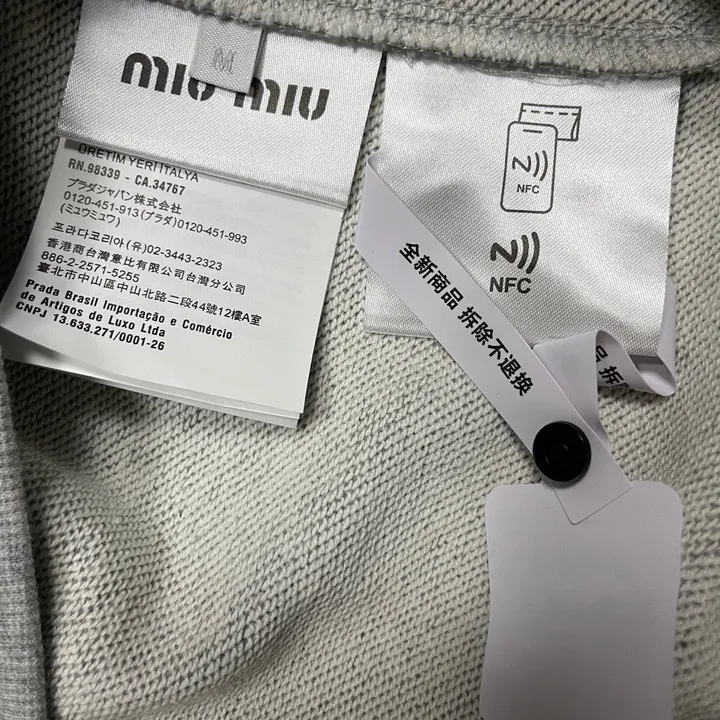 M
miu miu
ÜRETİM YERİ İTALYA
RN.98339 - CA.34767
プラダジャパン株式会社
0120-451-913 (プラダ) 0120-451-993
(ミュウミュウ)
프라다코리아 (유) 02-3443-2323
香港商台灣意比有限公司台灣分公司
886-2-2571-5255
臺北市中山區中山北路二段44號12樓A室
Prada Brasil Importação e Comércio
de Artigos de Luxo Ltda
CNPJ 13.633.271/0001-26
NFC
NFC
全新商品 拆除不退换
品 拆除